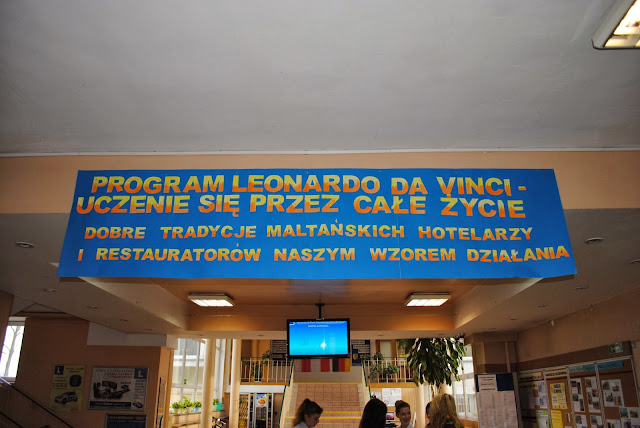 PROGRAM LEONARDO DA VINCI -
UCZENIE SIĘ PRZEZ CAŁE ŻYCIE
DOBRE TRADYCJE MALTAŃSKICH HOTELARZY
I RESTAURATORÓW NASZYM WZOREM DZIAŁANIA